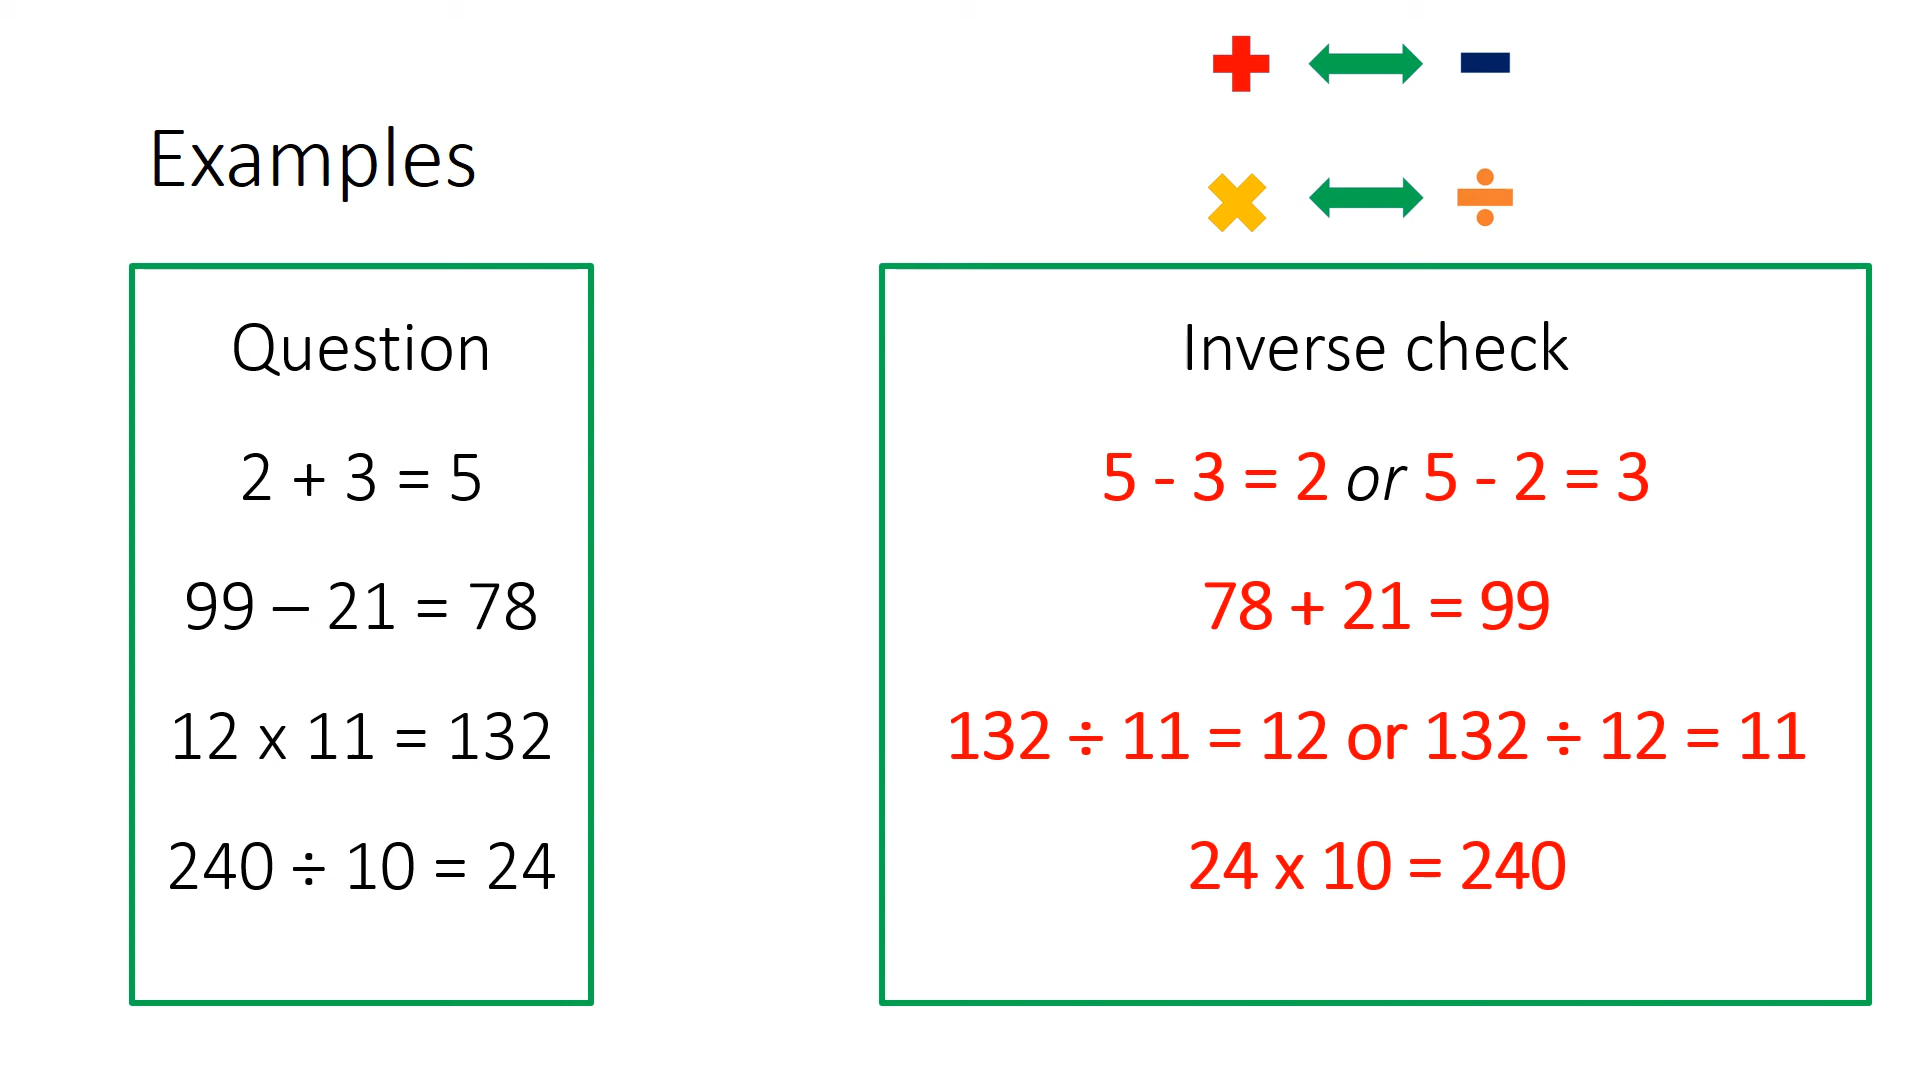 Examples
Question
2 + 3 = 5
99 – 21 = 78
12 x 11 = 132
240 ÷ 10 = 24
Inverse check
5 - 3 = 2 or 5 - 2 = 3
78 + 21 = 99
132 ÷ 11 = 12 or 132 ÷ 12 = 11
24 x 10 = 240